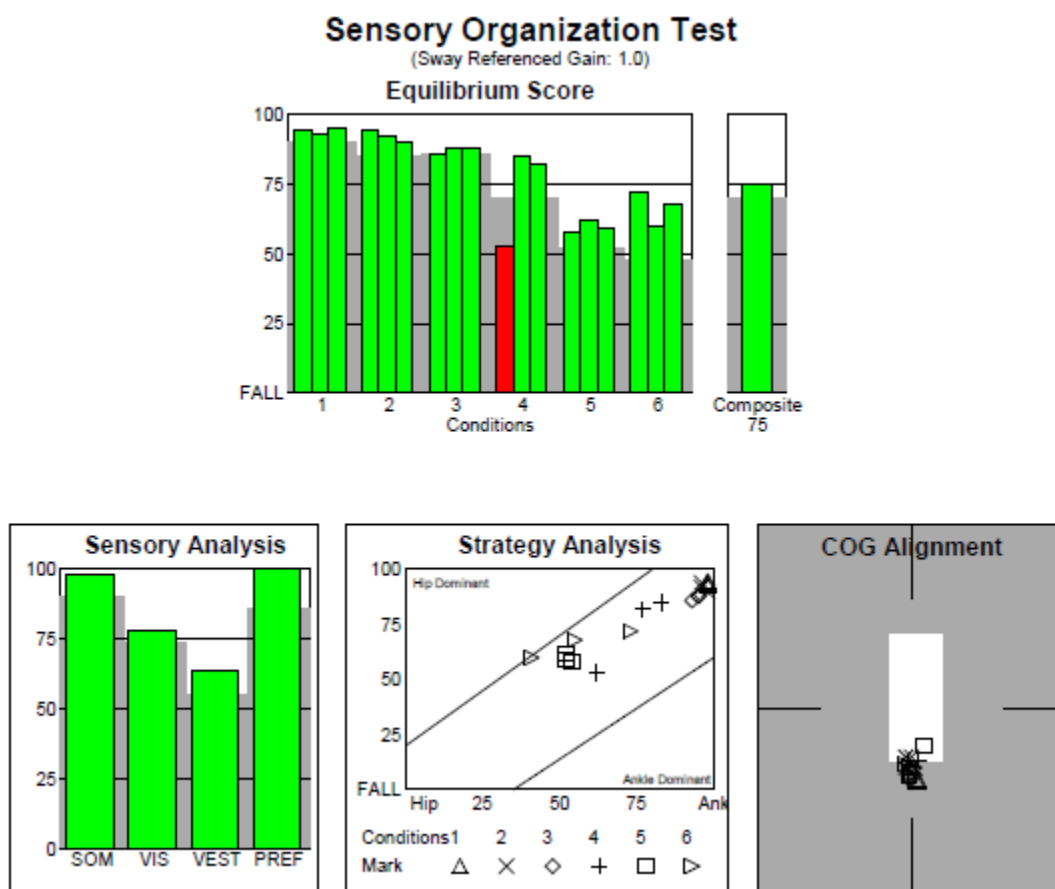 Sensory Organization Test
(Sway Referenced Gain: 1.0)
Equilibrium Score
100
75
50
25
FALL
1 2 3 4 5 6
Conditions
Composite
75
Sensory Analysis
100
75
50
25
0
SOM VIS VEST PREF
Strategy Analysis
100
Hip Dominant
75
50
25
FALL
Ankle Dominant
Hip 25 50 75 Ank
Conditions1 2 3 4 5 6
Mark
COG Alignment